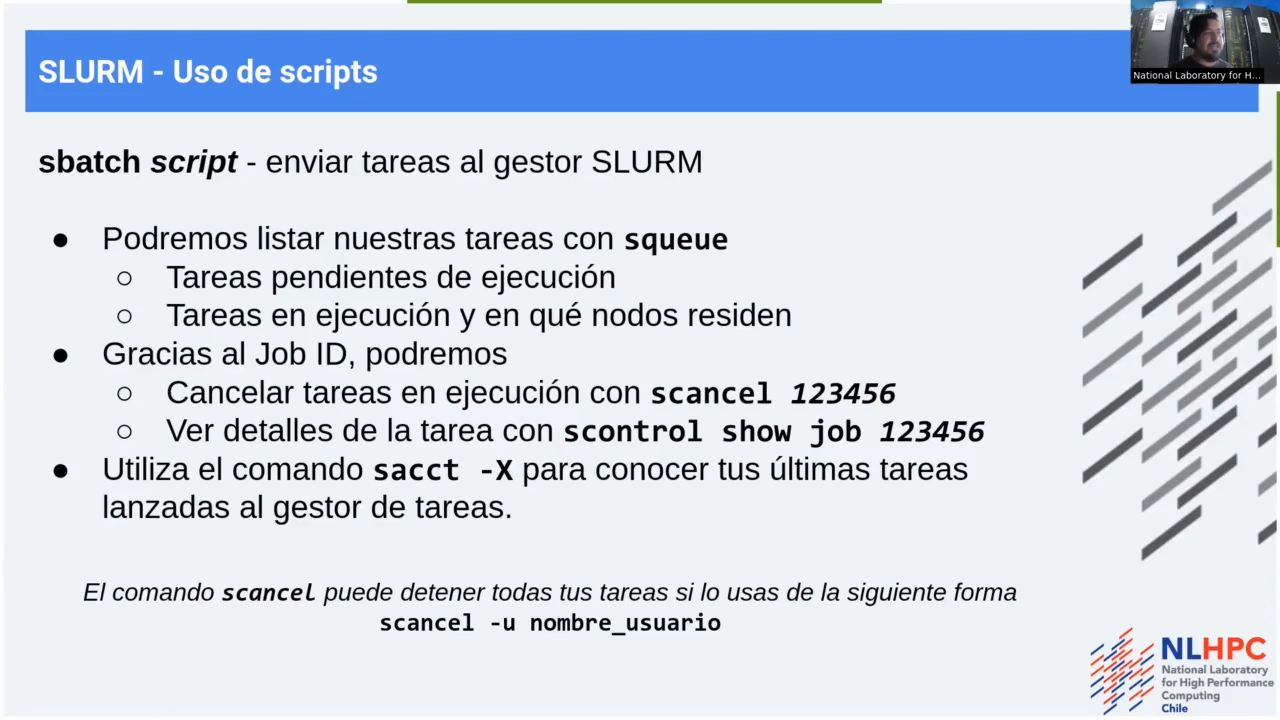 SLURM - Uso de scripts
National Laboratory for H...
sbatch script - enviar tareas al gestor SLURM
● Podremos listar nuestras tareas con squeue
○ Tareas pendientes de ejecución
○ Tareas en ejecución y en qué nodos residen
● Gracias al Job ID, podremos
○ Cancelar tareas en ejecución con scancel 123456
○ Ver detalles de la tarea con scontrol show job 123456
● Utiliza el comando sacct -X para conocer tus últimas tareas
lanzadas al gestor de tareas.
El comando scancel puede detener todas tus tareas si lo usas de la siguiente forma
scancel -u nombre_usuario
NLHPC
National Laboratory
for High Performance
Computing
Chile